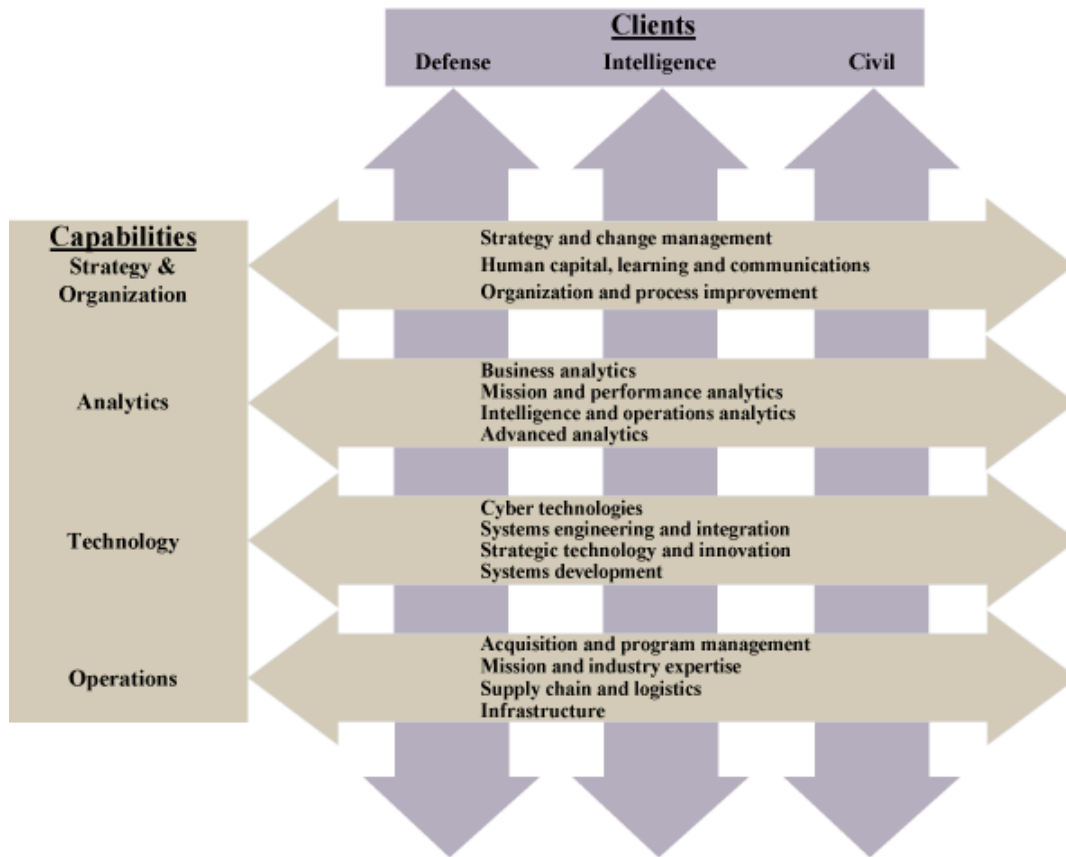 Clients
Defense Intelligence Civil
Capabilities
Strategy &
Organization
Strategy and change management
Human capital, learning and communications
Organization and process improvement
Analytics
Business analytics
Mission and performance analytics
Intelligence and operations analytics
Advanced analytics
Technology
Cyber technologies
Systems engineering and integration
Strategic technology and innovation
Systems development
Operations
Acquisition and program management
Mission and industry expertise
Supply chain and logistics
Infrastructure